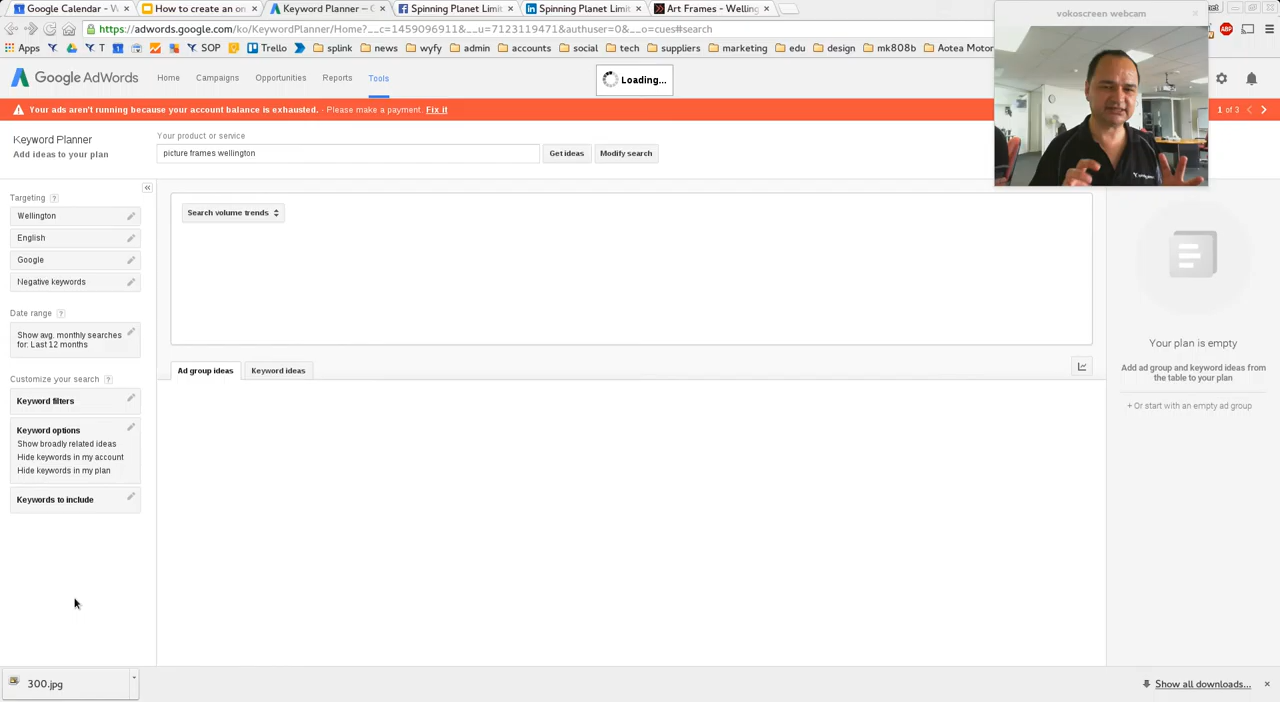 Google Calendar - W
How to create an on
Keyword Planner – G
Spinning Planet Limit
Spinning Planet Limit
Art Frames - Welling
vokoscreen webcam
https://adwords.google.com/ko/KeywordPlanner/Home?__c=1459096911&__u=7123119471&authuser=0&__o=cues#search
ABP
Apps
T
SOP
Trello
splink
news
wyfy
admin
accounts
social
tech
suppliers
marketing
edu
design
mk808b
Aotea Motor
Google AdWords
Home
Campaigns
Opportunities
Reports
Tools
Loading...
Your ads aren't running because your account balance is exhausted. - Please make a payment. Fix it
1 of 3
Keyword Planner
Add ideas to your plan
Your product or service
picture frames wellington
Get ideas
Modify search
Targeting ?
Wellington
English
Google
Negative keywords
Date range ?
Show avg. monthly searches
for: Last 12 months
Customize your search ?
Keyword filters
Keyword options
Show broadly related ideas
Hide keywords in my account
Hide keywords in my plan
Keywords to include
Search volume trends
Ad group ideas
Keyword ideas
Your plan is empty
Add ad group and keyword ideas from
the table to your plan
+ Or start with an empty ad group
300.jpg
Show all downloads...